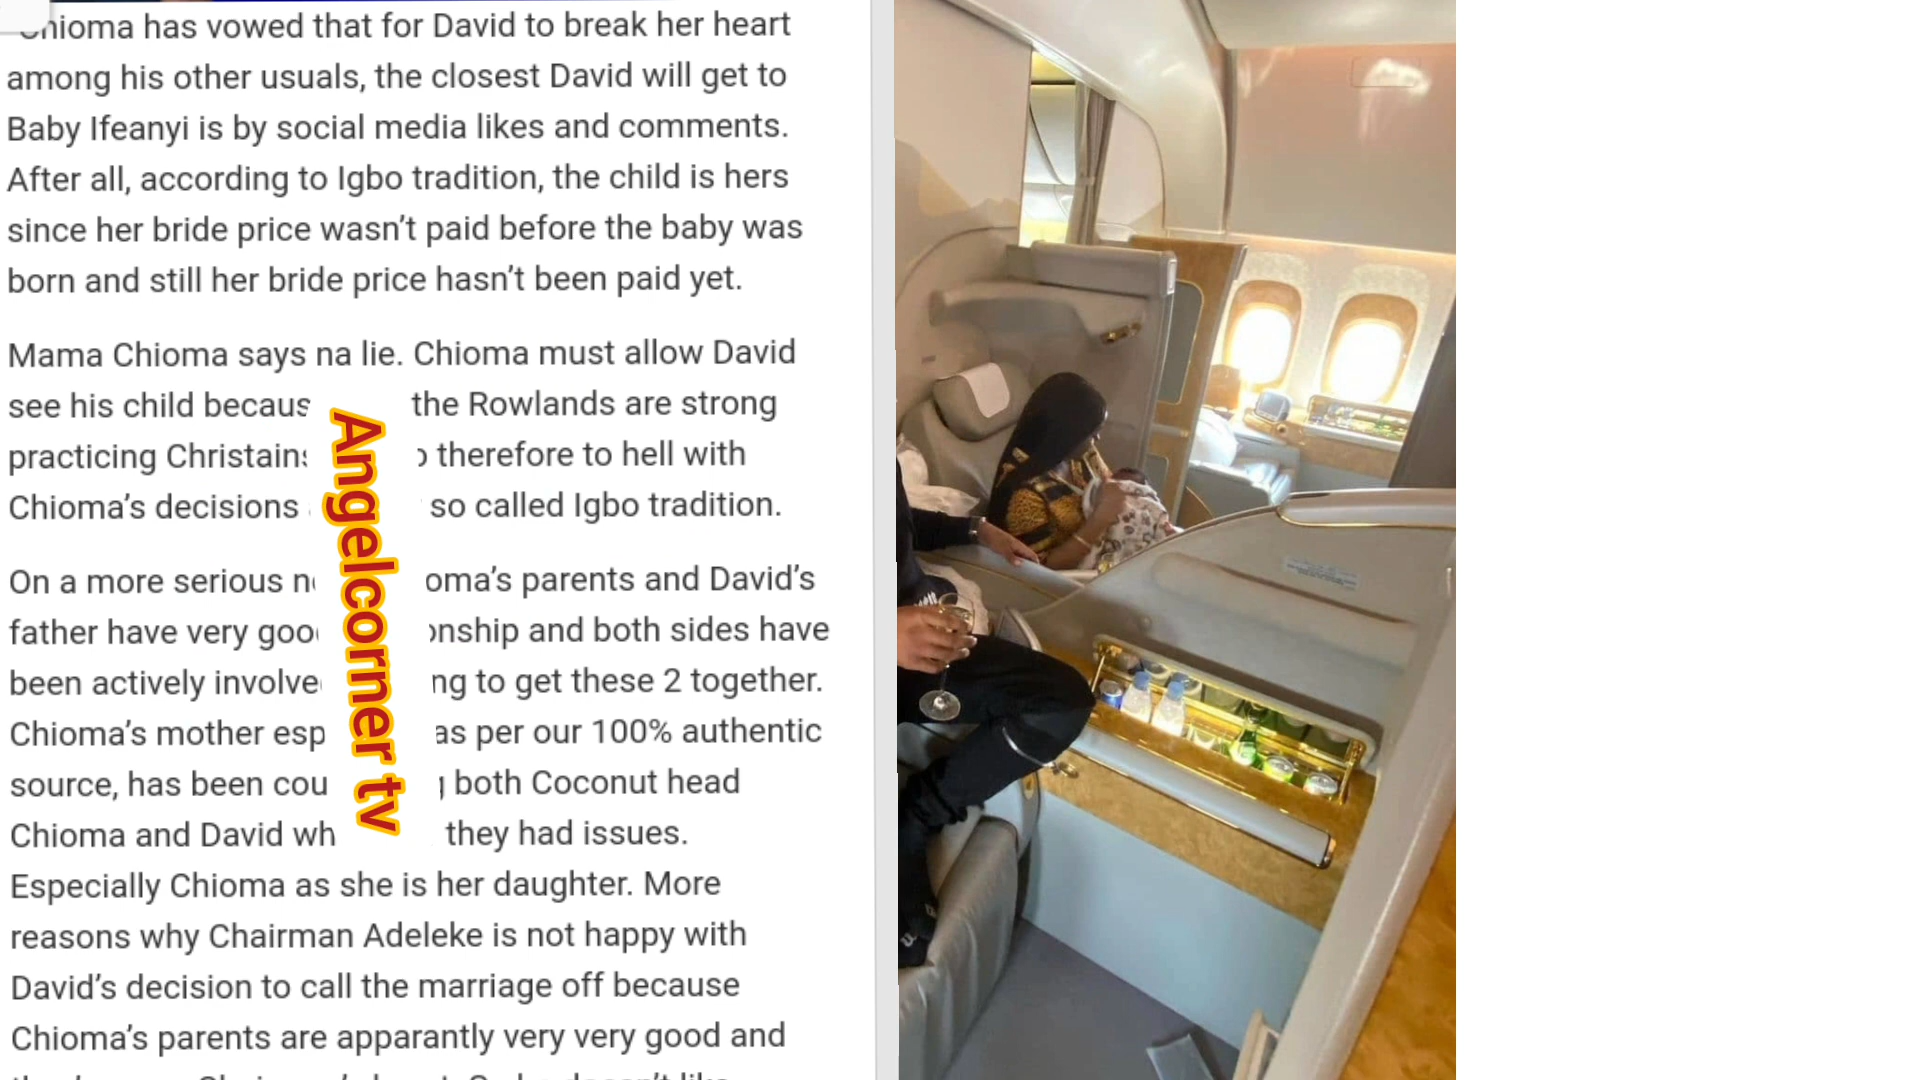 Chioma has vowed that for David to break her heart
among his other usuals, the closest David will get to
Baby Ifeanyi is by social media likes and comments.
After all, according to Igbo tradition, the child is hers
since her bride price wasn’t paid before the baby was
born and still her bride price hasn’t been paid yet.
Mama Chioma says na lie. Chioma must allow David
see his child becaus the Rowlands are strong
practicing Christains therefore to hell with
Chioma’s decisions so called Igbo tradition.
On a more serious oma’s parents and David’s
father have very goo onship and both sides have
been actively involve ng to get these 2 together.
Chioma’s mother esp as per our 100% authentic
source, has been cou both Coconut head
Chioma and David wh they had issues.
Especially Chioma as she is her daughter. More
reasons why Chairman Adeleke is not happy with
David’s decision to call the marriage off because
Chioma’s parents are apparantly very very good and
Angelcorner tv